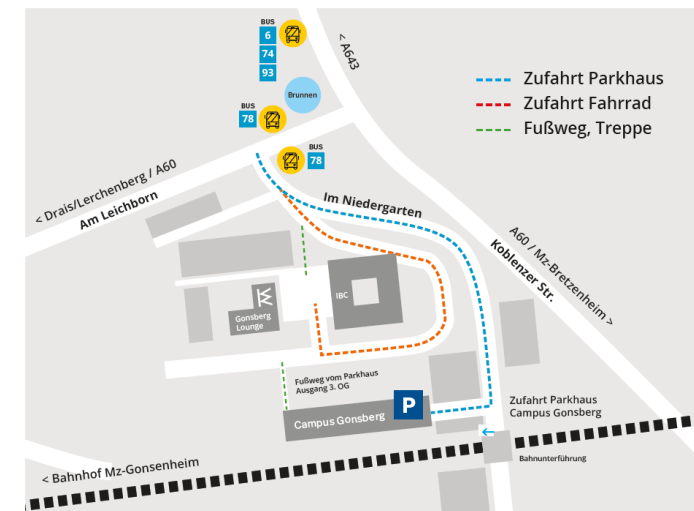 BUS
6
74
93
< A643
Brunnen
BUS
78
BUS
78
Zufahrt Parkhaus
Zufahrt Fahrrad
Fußweg, Treppe
< Drais/Lerchenberg / A60
Am Leichborn
Im Niedergarten
A60 / Mz-Bretzenheim >
Koblenzer Str.
IBC
Gonsberg
Lounge
Fußweg vom Parkhaus
Ausgang 3. OG
P
Campus Gonsberg
Zufahrt Parkhaus
Campus Gonsberg
< Bahnhof Mz-Gonsenheim
Bahnunterführung